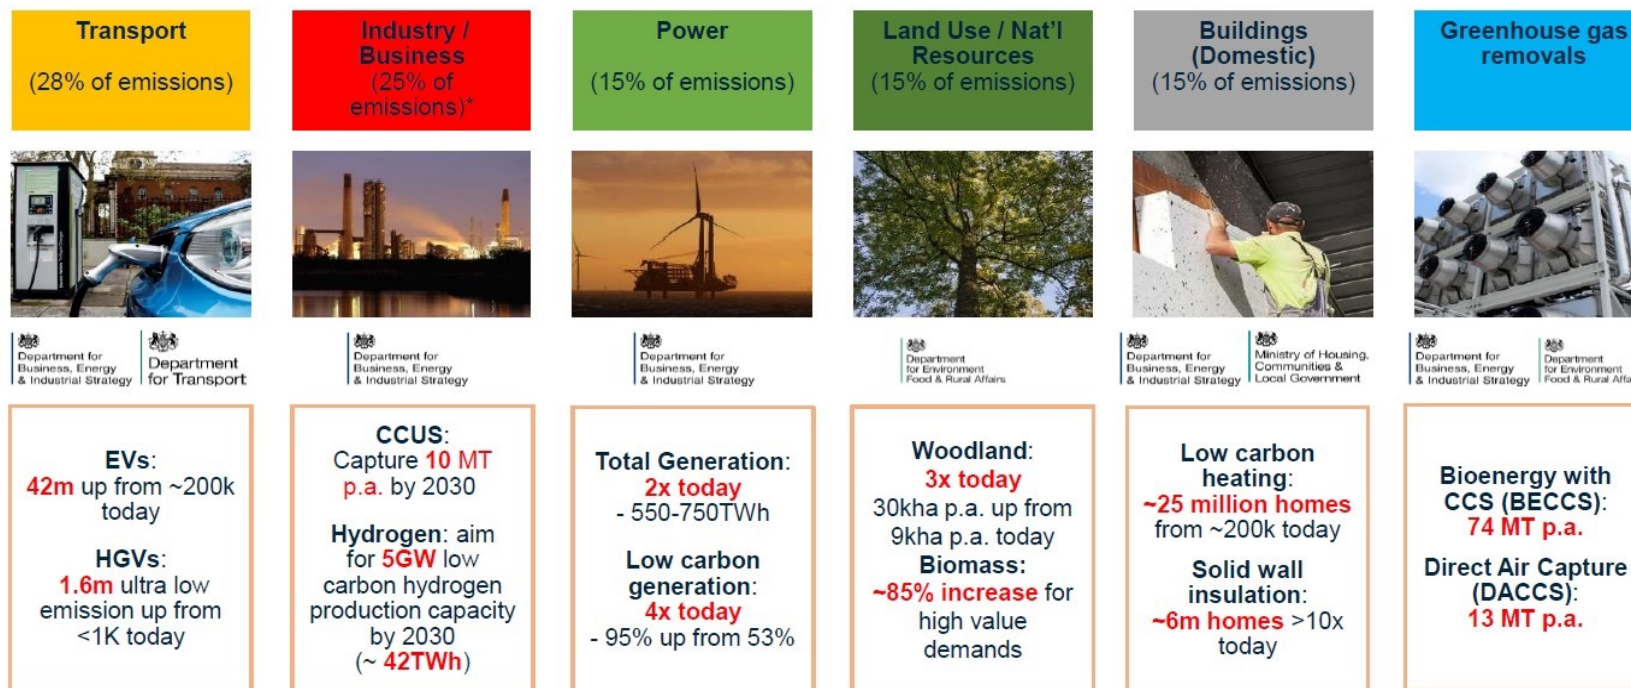 Transport
(28% of emissions)
Industry /
Business
(25% of
emissions)*
Power
(15% of emissions)
Land Use / Nat'l
Resources
(15% of emissions)
Buildings
(Domestic)
(15% of emissions)
Greenhouse gas
removals
Department for
Business, Energy
& Industrial Strategy
Department
for Transport
Department for
Business, Energy
& Industrial Strategy
Department for
Business, Energy
& Industrial Strategy
Department
for Environment
Food & Rural Affairs
Department for
Business, Energy
& Industrial Strategy
Ministry of Housing,
Communities &
Local Government
Department for
Business, Energy
& Industrial Strategy
Department
for Environment
Food & Rural Affa
EVs:
42m up from ~200k
today
HGVs:
1.6m ultra low
emission up from
<1K today
CCUS:
Capture 10 MT
p.a. by 2030
Hydrogen: aim
for 5GW low
carbon hydrogen
production capacity
by 2030
(~ 42TWh)
Total Generation:
2x today
- 550-750TWh
Low carbon
generation:
4x today
- 95% up from 53%
Woodland:
3x today
30kha p.a. up from
9kha p.a. today
Biomass:
~85% increase for
high value
demands
Low carbon
heating:
~25 million homes
from ~200k today
Solid wall
insulation:
~6m homes >10x
today
Bioenergy with
CCS (BECCS):
74 MT p.a.
Direct Air Capture
(DACCS):
13 MT p.a.